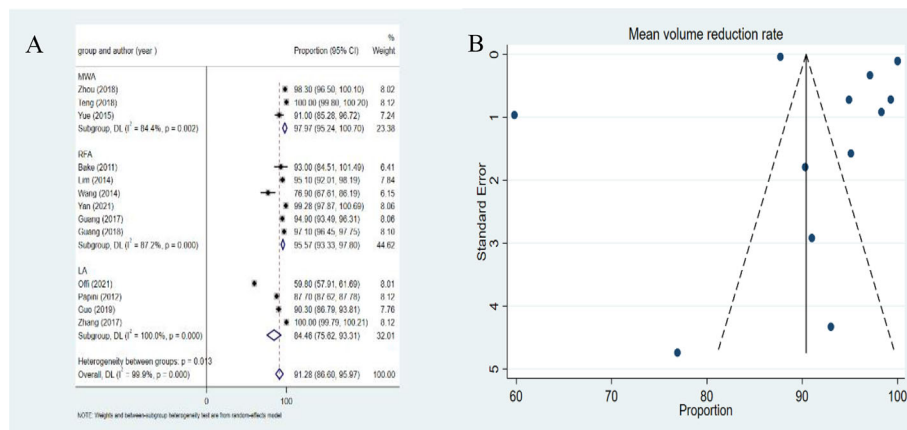 A
%
group and author (year ) Proportion (95% CI) Weight
MWA
Zhou (2018) 98.30 (96.50, 100.10) 8.02
Teng (2018) 100.00 (99.80, 100.20) 8.12
Yue (2015) 91.00 (85.28, 96.72) 7.24
Subgroup, DL (I² = 84.4%, p = 0.002) 97.97 (95.24, 100.70) 23.38
RFA
Bake (2011) 93.00 (84.51, 101.49) 6.41
Lim (2014) 95.10 (92.01, 98.19) 7.84
Wang (2014) 76.90 (67.61, 86.19) 6.15
Yan (2021) 99.28 (97.87, 100.69) 8.06
Guang (2017) 94.90 (93.49, 96.31) 8.06
Guang (2018) 97.10 (96.45, 97.75) 8.10
Subgroup, DL (I² = 87.2%, p = 0.000) 95.57 (93.33, 97.80) 44.62
LA
Offi (2021) 59.80 (57.91, 61.69) 8.01
Papini (2012) 87.70 (87.62, 87.78) 8.12
Guo (2019) 90.30 (86.79, 93.81) 7.76
Zhang (2017) 100.00 (99.79, 100.21) 8.12
Subgroup, DL (I² = 100.0%, p = 0.000) 84.46 (75.62, 93.31) 32.01
Heterogeneity between groups: p = 0.013
Overall, DL (I² = 99.9%, p = 0.000) 91.28 (86.60, 95.97) 100.00
0 100
NOTE: Weights and between-subgroup heterogeneity test are from random-effects model
B
Mean volume reduction rate
Standard Error
0
1
2
3
4
5
60 70 80 90 100
Proportion